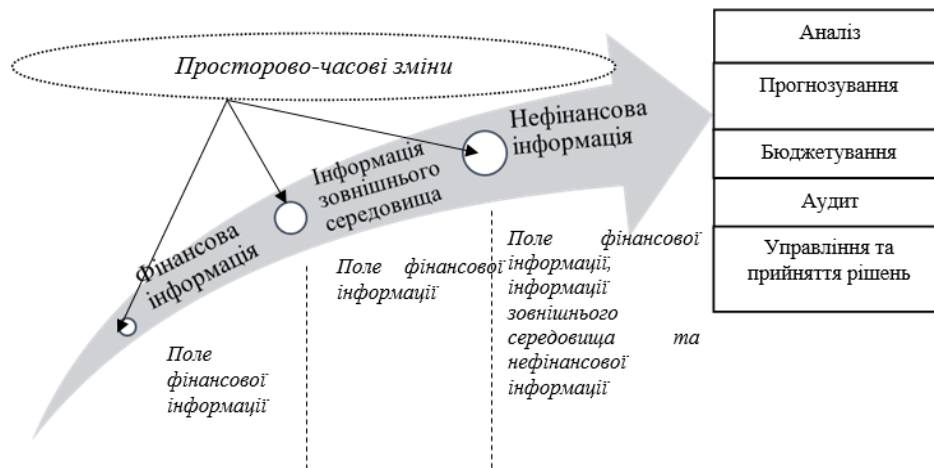 Просторово-часові зміни
Фінансова
інформація
Інформація
зовнішнього
середовища
Нефінансова
інформація
Поле
фінансової
інформації
Поле фінансової
інформації
Поле фінансової
інформації,
інформації
зовнішнього
середовища та
нефінансової
інформації
Аналіз
Прогнозування
Бюджетування
Аудит
Управління та
прийняття рішень